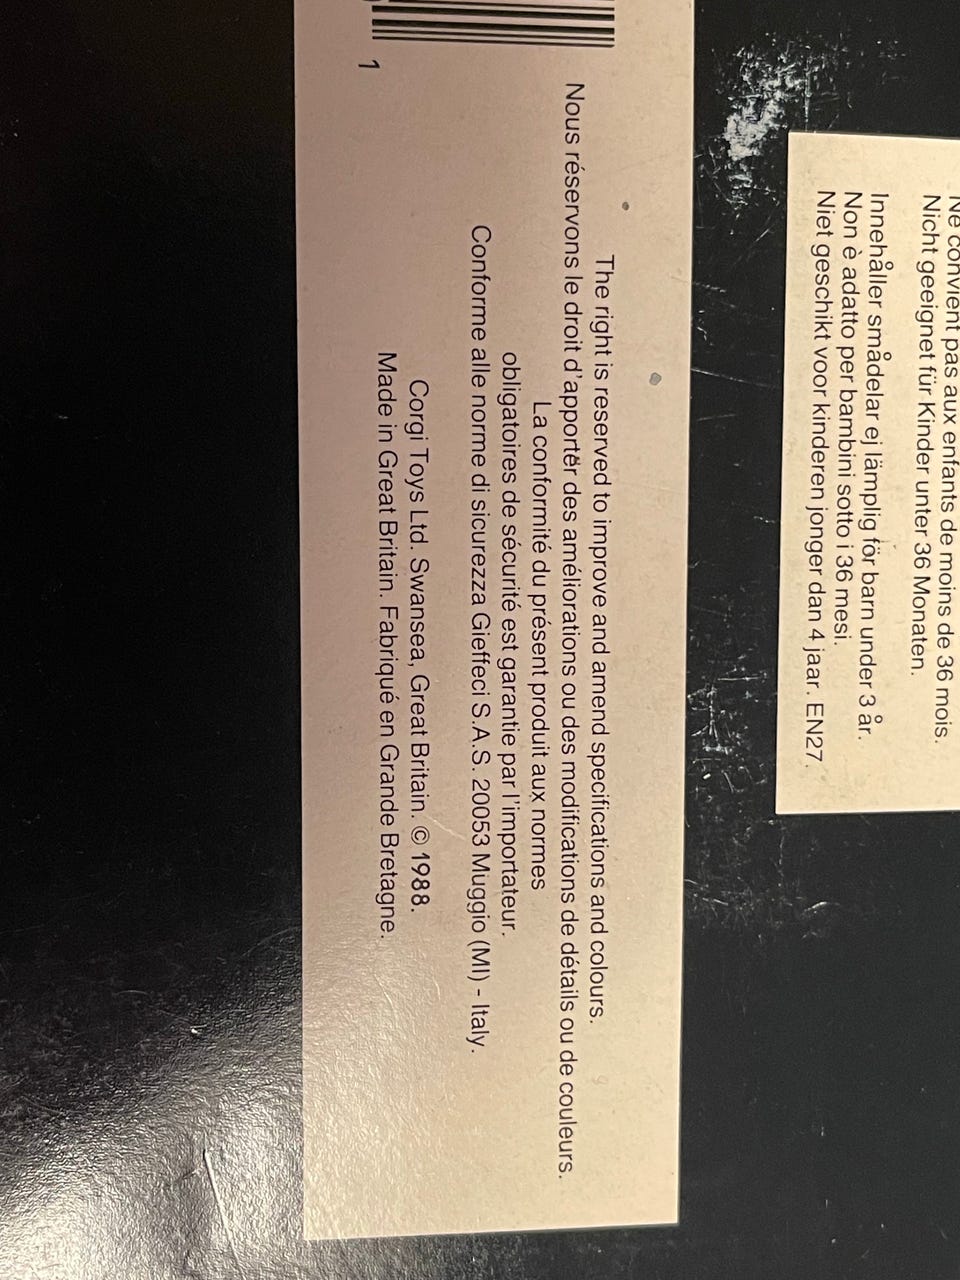 Ne convient pas aux enfants de moins de 36 mois.
Nicht geeignet für Kinder unter 36 Monaten.
Innehåller smådelar ej lämplig för barn under 3 år.
Non è adatto per bambini sotto i 36 mesi.
Niet geschikt voor kinderen jonger dan 4 jaar. EN27.
1
The right is reserved to improve and amend specifications and colours.
Nous réservons le droit d'apporter des améliorations ou des modifications de détails ou de couleurs.
La conformité du présent produit aux normes
obligatoires de sécurité est garantie par l'importateur.
Conforme alle norme di sicurezza Gieffeci S.A.S. 20053 Muggio (MI) - Italy.
Corgi Toys Ltd. Swansea, Great Britain. © 1988.
Made in Great Britain. Fabriqué en Grande Bretagne.